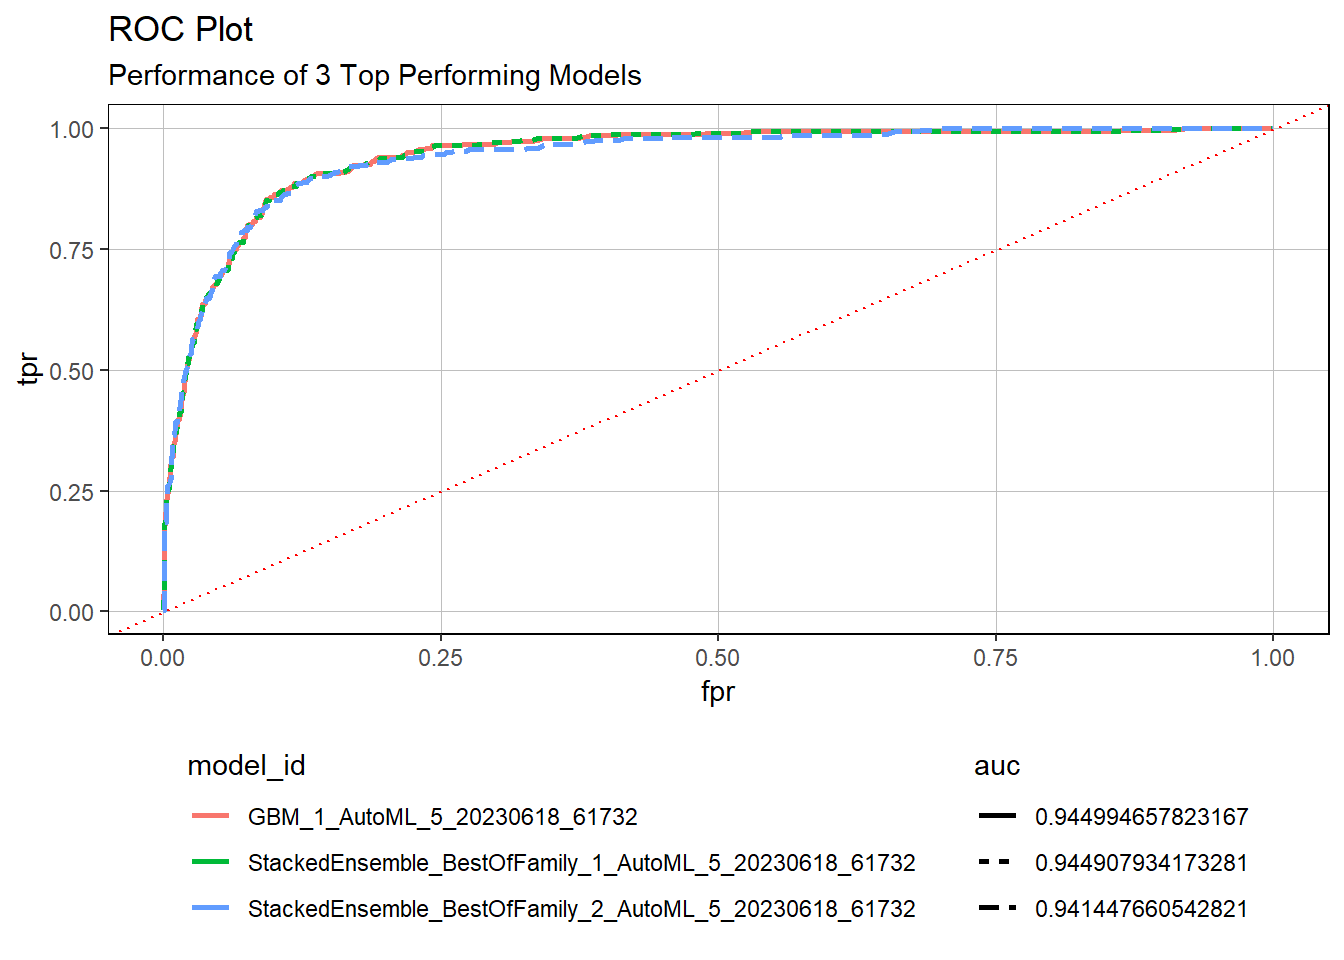 ROC Plot
Performance of 3 Top Performing Models
1.00
0.75
0.50
0.25
0.00
tpr
0.00 0.25 0.50 0.75 1.00
fpr
model_id
GBM_1_AutoML_5_20230618_61732
StackedEnsemble_BestOfFamily_1_AutoML_5_20230618_61732
StackedEnsemble_BestOfFamily_2_AutoML_5_20230618_61732
auc
0.944994657823167
0.944907934173281
0.941447660542821